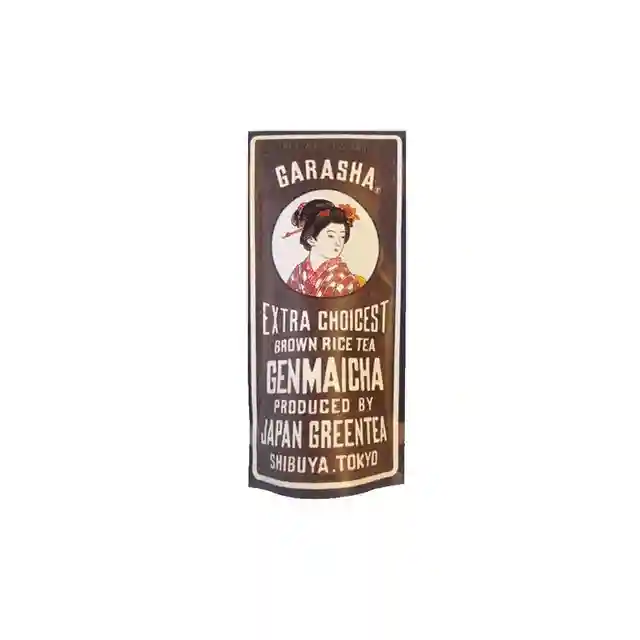 GARASHA®
EXTRA CHOICEST
BROWN RICE TEA
GENMAICHA
PRODUCED BY
JAPAN GREENTEA
SHIBUYA.TOKYO